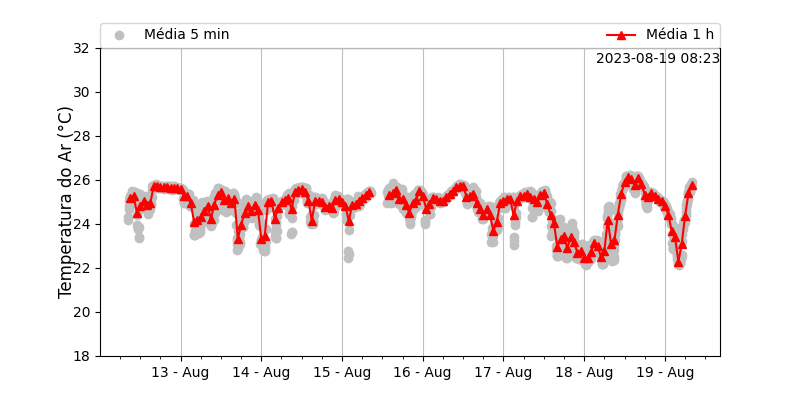 Média 5 min
Média 1 h
2023-08-19 08:23
Temperatura do Ar (°C)
32
30
28
26
24
22
20
18
13 - Aug
14 - Aug
15 - Aug
16 - Aug
17 - Aug
18 - Aug
19 - Aug